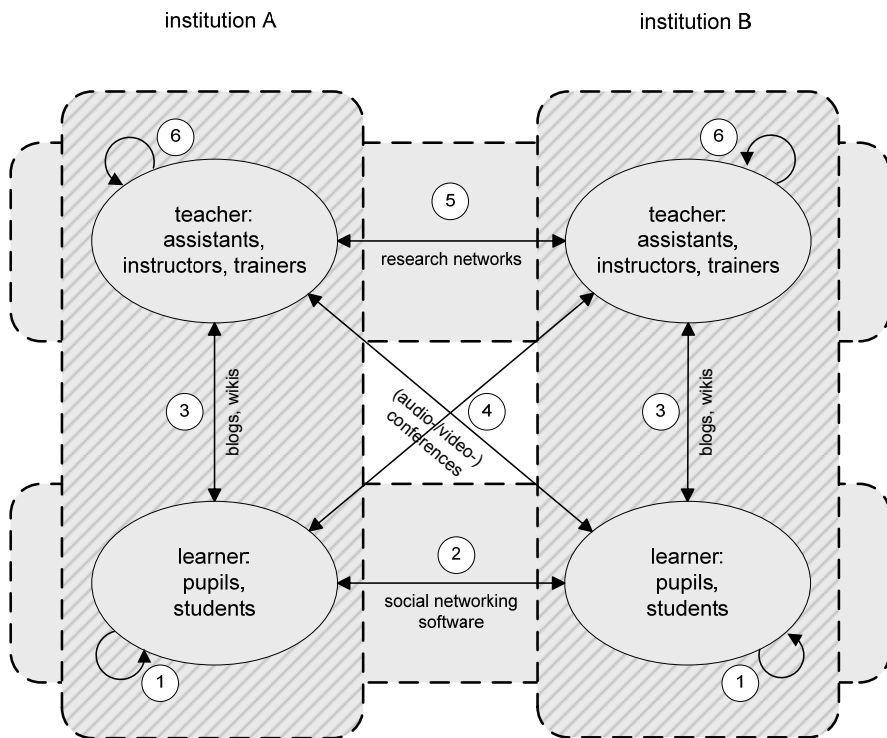 institution A
institution B
6
6
teacher:
assistants,
instructors, trainers
5
research networks
teacher:
assistants,
instructors, trainers
3
blogs, wikis
(audio-/video-)
conferences
4
3
blogs, wikis
learner:
pupils,
students
2
social networking
software
learner:
pupils,
students
1
1